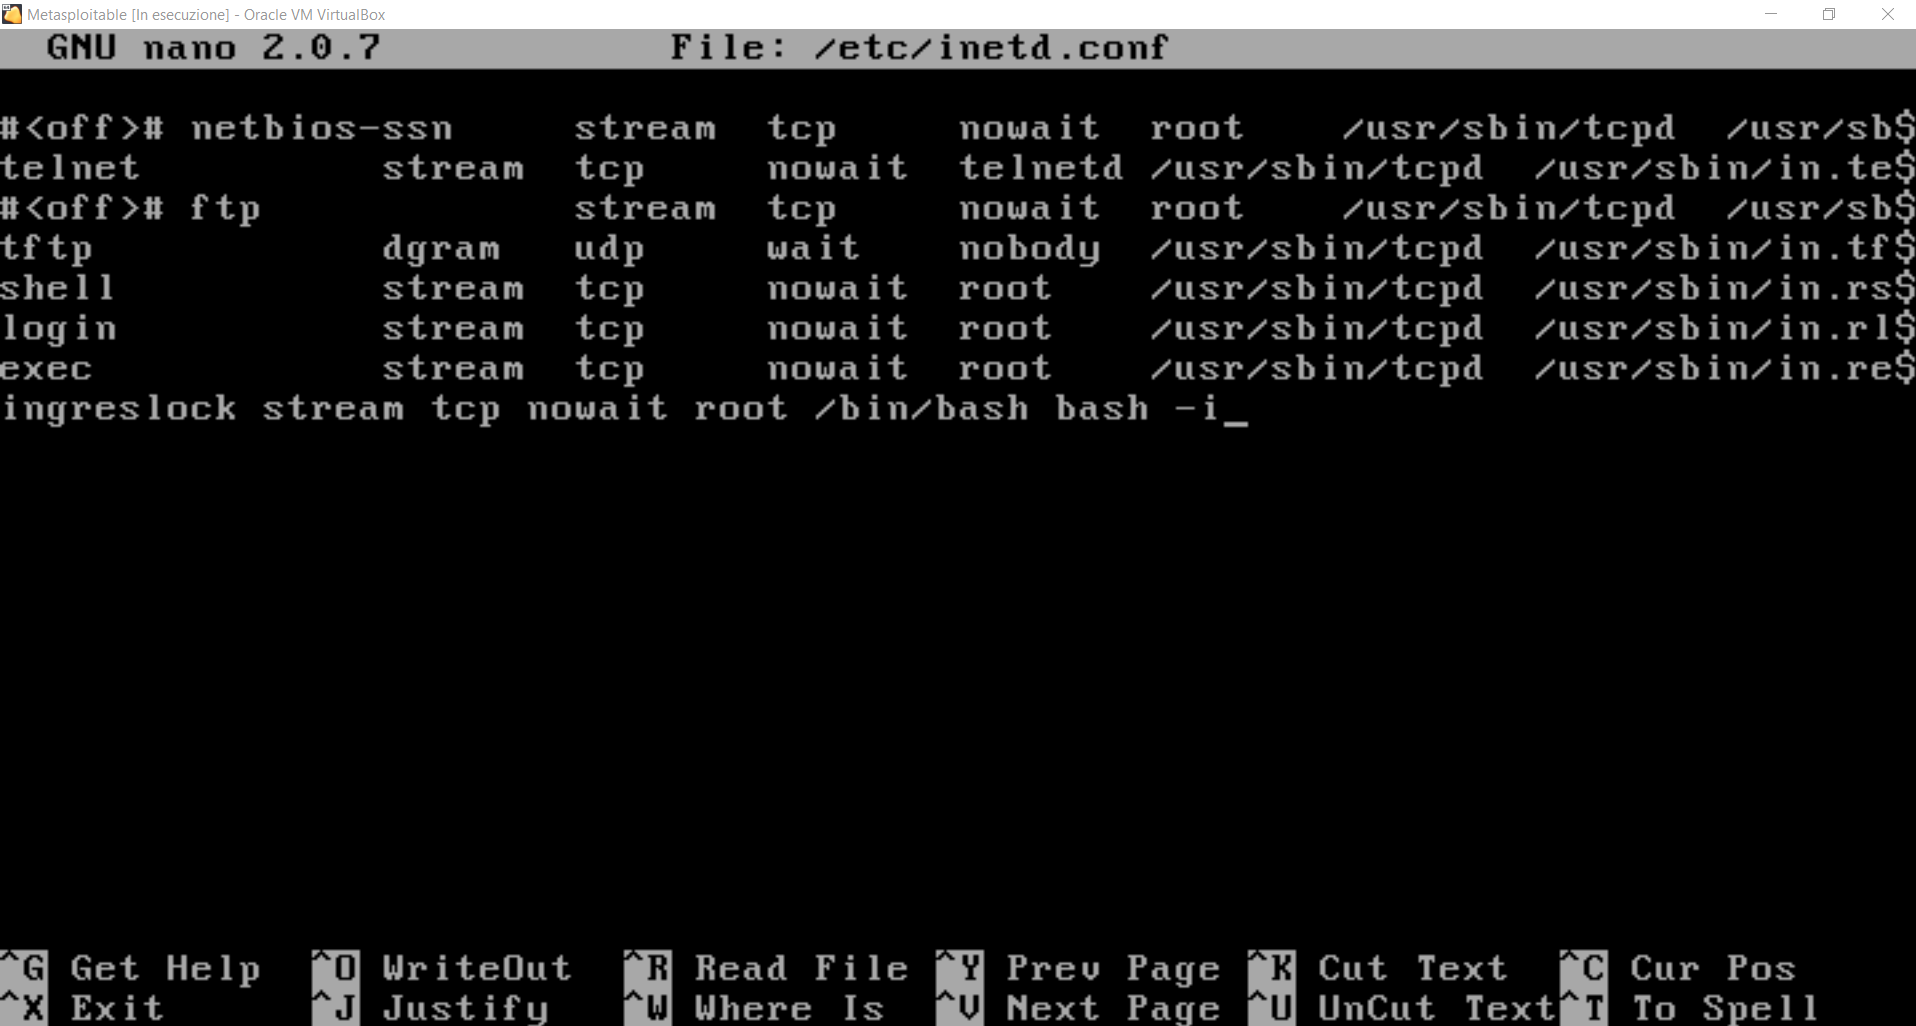 Metasploitable [In esecuzione] - Oracle VM VirtualBox
GNU nano 2.0.7 File: /etc/inetd.conf
#<off># netbios-ssn stream tcp nowait root /usr/sbin/tcpd /usr/sb$
telnet stream tcp nowait telnetd /usr/sbin/tcpd /usr/sbin/in.te$
#<off># ftp stream tcp nowait root /usr/sbin/tcpd /usr/sb$
tftp dgram udp wait nobody /usr/sbin/tcpd /usr/sbin/in.tf$
shell stream tcp nowait root /usr/sbin/tcpd /usr/sbin/in.rs$
login stream tcp nowait root /usr/sbin/tcpd /usr/sbin/in.rl$
exec stream tcp nowait root /usr/sbin/tcpd /usr/sbin/in.re$
ingreslock stream tcp nowait root /bin/bash bash -i_
^G Get Help ^O WriteOut ^R Read File ^Y Prev Page ^K Cut Text ^C Cur Pos
^X Exit ^J Justify ^W Where Is ^V Next Page ^U UnCut Text ^T To Spell